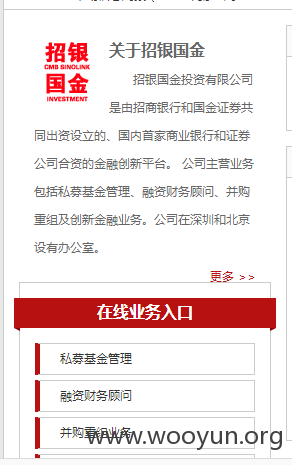 招银
CMB SINOLINK
国金
INVESTMENT
关于招银国金
招银国金投资有限公司
是由招商银行和国金证券共
同出资设立的、国内首家商业银行和证券
公司合资的金融创新平台。 公司主营业务
包括私募基金管理、融资财务顾问、并购
重组及创新金融业务。公司在深圳和北京
设有办公室。
更多 >>
在线业务入口
私募基金管理
融资财务顾问
并购重组业务
www.wooyun.org